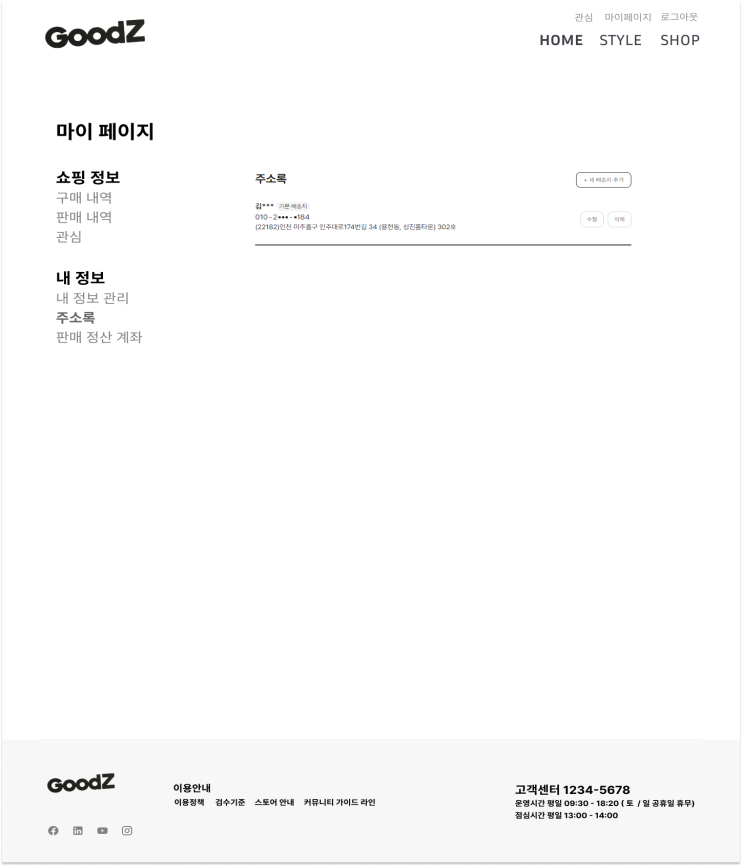 GoodZ
관심 마이페이지 로그아웃
HOME STYLE SHOP
마이 페이지
쇼핑 정보
구매 내역
판매 내역
관심
내 정보
내 정보 관리
주소록
판매 정산 계좌
주소록
+ 새 배송지 추가
김*** 기본 배송지
010 - 2●●● - ●184
(22182)인천 미추홀구 인주대로174번길 34 (용현동, 성진홈타운) 302호
수정 삭제
GoodZ
이용안내
이용정책 검수기준 스토어 안내 커뮤니티 가이드 라인
고객센터 1234-5678
운영시간 평일 09:30 - 18:20 ( 토 / 일 공휴일 휴무)
점심시간 평일 13:00 - 14:00